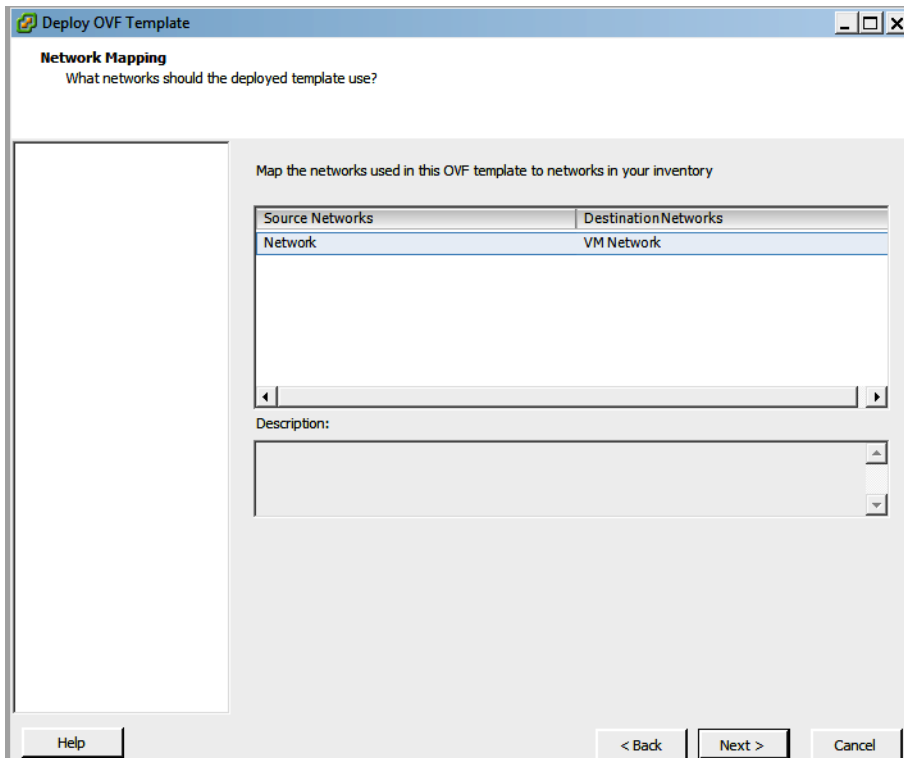 Deploy OVF Template
Network Mapping
What networks should the deployed template use?
Map the networks used in this OVF template to networks in your inventory
Source Networks DestinationNetworks
Network VM Network
Description:
Help < Back Next > Cancel